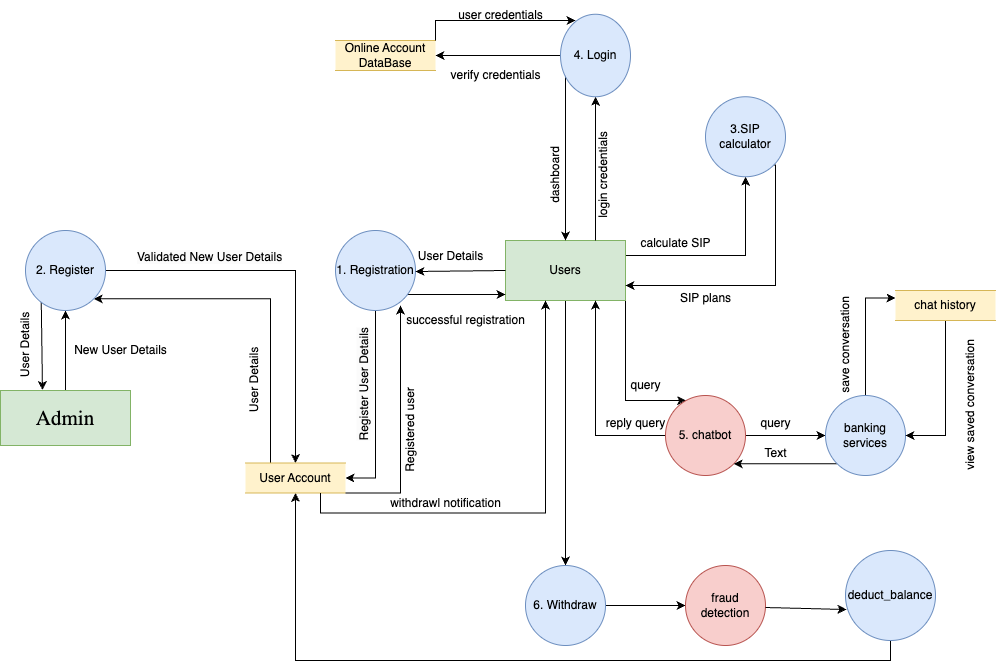 user credentials
Online Account
DataBase
4. Login
verify credentials
3.SIP
calculator
dashboard
login credentials
Validated New User Details
2. Register
1. Registration
User Details
Users
calculate SIP
SIP plans
successful registration
User Details
New User Details
Admin
User Details
Register User Details
Registered user
User Account
withdrawl notification
query
reply query
5. chatbot
query
Text
banking
services
save conversation
chat history
view saved conversation
6. Withdraw
fraud
detection
deduct_balance